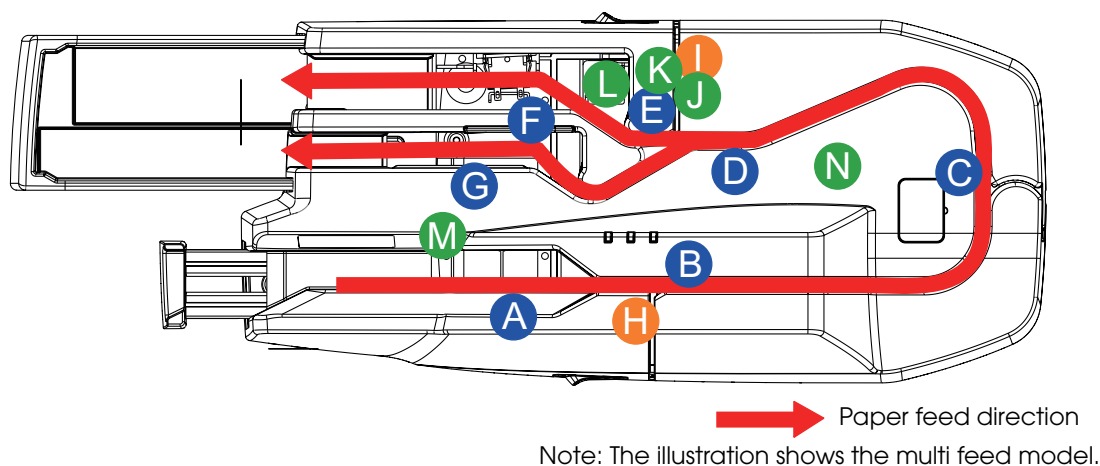 I
K
L
J
E
F
D
N
C
G
M
B
A
H
Paper feed direction
Note: The illustration shows the multi feed model.